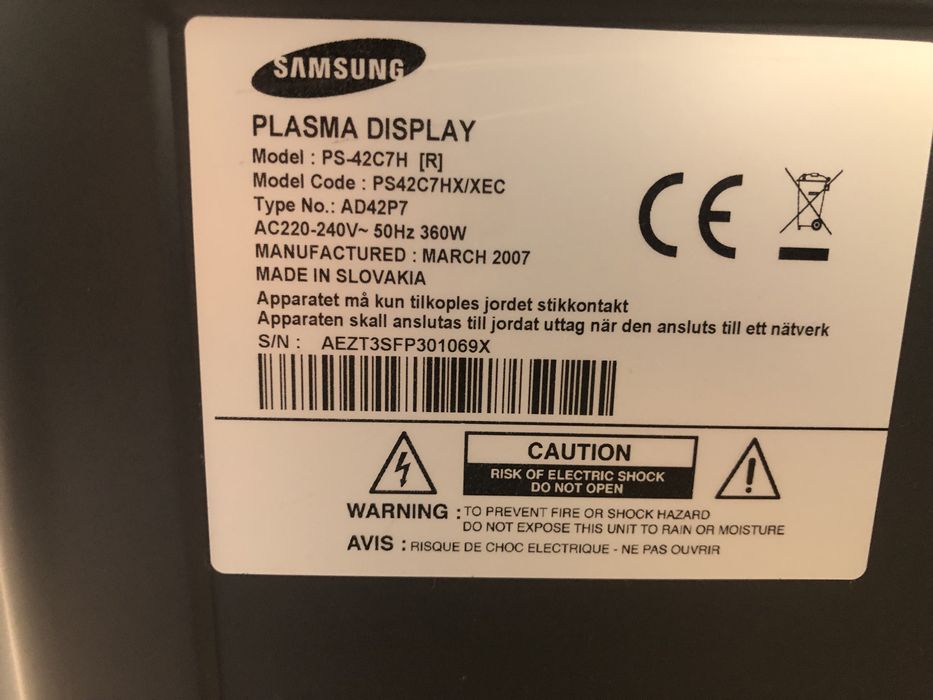 SAMSUNG
PLASMA DISPLAY
Model : PS-42C7H [R]
Model Code : PS42C7HX/XEC
Type No.: AD42P7
AC220-240V~ 50Hz 360W
MANUFACTURED : MARCH 2007
MADE IN SLOVAKIA
Apparatet må kun tilkoples jordet stikkontakt
Apparaten skall anslutas till jordat uttag när den ansluts till ett nätverk
S/N : AEZT3SFP301069X
CE
CAUTION
RISK OF ELECTRIC SHOCK
DO NOT OPEN
WARNING : TO PREVENT FIRE OR SHOCK HAZARD
DO NOT EXPOSE THIS UNIT TO RAIN OR MOISTURE
AVIS : RISQUE DE CHOC ELECTRIQUE - NE PAS OUVRIR